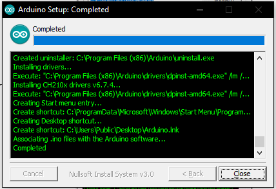 Arduino Setup: Completed
Completed
Created uninstaller: C:\Program Files (x86)\Arduino\uninstall.exe
Installing drivers...
Execute: "C:\Program Files (x86)\Arduino\drivers\dpinst-amd64.exe" /lm /...
Installing CH210x drivers v6.7.4...
Execute: "C:\Program Files (x86)\Arduino\drivers\dpinst-amd64.exe" /lm /...
Creating Start menu entry...
Create shortcut: C:\ProgramData\Microsoft\Windows\Start Menu\Program...
Creating Desktop shortcut...
Create shortcut: C:\Users\Public\Desktop\Arduino.lnk
Associating .ino files with the Arduino software...
Completed
Cancel
Nullsoft Install System v3.0
< Back
Close